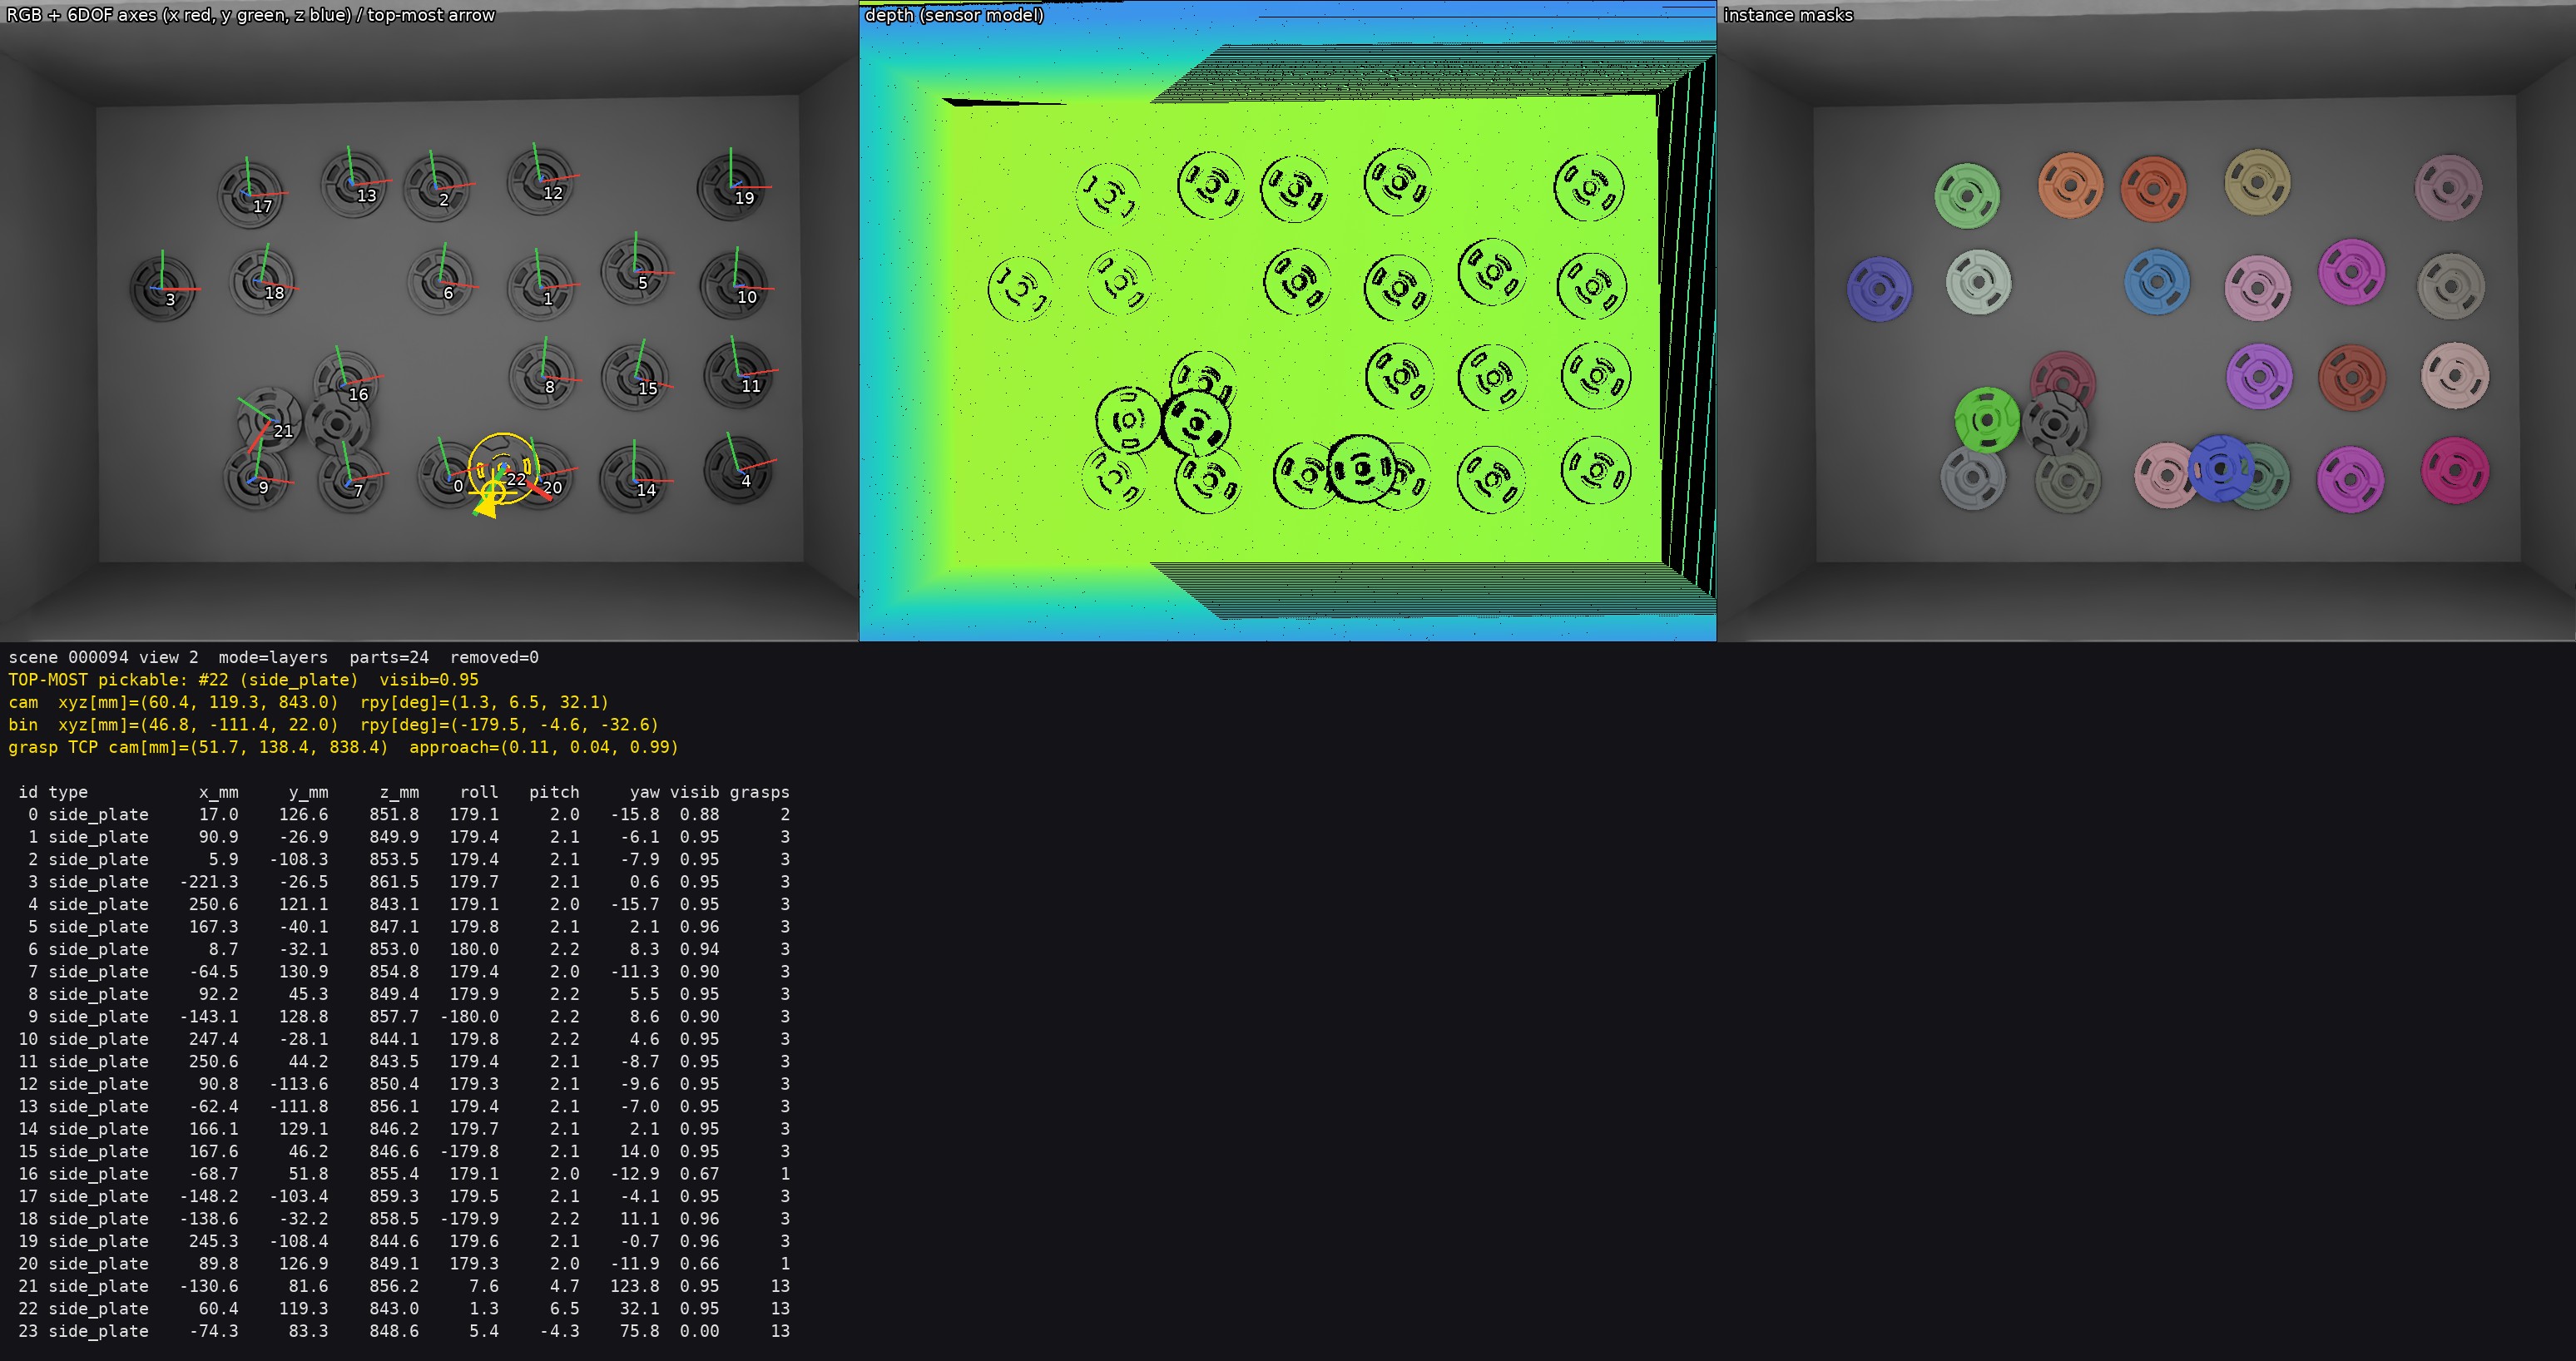 RGB + 6DOF axes (x red, y green, z blue) / top-most arrow
depth (sensor model)
instance masks
17
13
2
12
19
3
18
6
1
5
10
16
8
15
11
21
9
7
0
22
20
14
4
scene 000094 view 2 mode=layers parts=24 removed=0
TOP-MOST pickable: #22 (side_plate) visib=0.95
cam xyz[mm]=(60.4, 119.3, 843.0) rpy[deg]=(1.3, 6.5, 32.1)
bin xyz[mm]=(46.8, -111.4, 22.0) rpy[deg]=(-179.5, -4.6, -32.6)
grasp TCP cam[mm]=(51.7, 138.4, 838.4) approach=(0.11, 0.04, 0.99)
id type x_mm y_mm z_mm roll pitch yaw visib grasps
0 side_plate 17.0 126.6 851.8 179.1 2.0 -15.8 0.88 2
1 side_plate 90.9 -26.9 849.9 179.4 2.1 -6.1 0.95 3
2 side_plate 5.9 -108.3 853.5 179.4 2.1 -7.9 0.95 3
3 side_plate -221.3 -26.5 861.5 179.7 2.1 0.6 0.95 3
4 side_plate 250.6 121.1 843.1 179.1 2.0 -15.7 0.95 3
5 side_plate 167.3 -40.1 847.1 179.8 2.1 2.1 0.96 3
6 side_plate 8.7 -32.1 853.0 180.0 2.2 8.3 0.94 3
7 side_plate -64.5 130.9 854.8 179.4 2.0 -11.3 0.90 3
8 side_plate 92.2 45.3 849.4 179.9 2.2 5.5 0.95 3
9 side_plate -143.1 128.8 857.7 -180.0 2.2 8.6 0.90 3
10 side_plate 247.4 -28.1 844.1 179.8 2.2 4.6 0.95 3
11 side_plate 250.6 44.2 843.5 179.4 2.1 -8.7 0.95 3
12 side_plate 90.8 -113.6 850.4 179.3 2.1 -9.6 0.95 3
13 side_plate -62.4 -111.8 856.1 179.4 2.1 -7.0 0.95 3
14 side_plate 166.1 129.1 846.2 179.7 2.1 2.1 0.95 3
15 side_plate 167.6 46.2 846.6 -179.8 2.1 14.0 0.95 3
16 side_plate -68.7 51.8 855.4 179.1 2.0 -12.9 0.67 1
17 side_plate -148.2 -103.4 859.3 179.5 2.1 -4.1 0.95 3
18 side_plate -138.6 -32.2 858.5 -179.9 2.2 11.1 0.96 3
19 side_plate 245.3 -108.4 844.6 179.6 2.1 -0.7 0.96 3
20 side_plate 89.8 126.9 849.1 179.3 2.0 -11.9 0.66 1
21 side_plate -130.6 81.6 856.2 7.6 4.7 123.8 0.95 13
22 side_plate 60.4 119.3 843.0 1.3 6.5 32.1 0.95 13
23 side_plate -74.3 83.3 848.6 5.4 -4.3 75.8 0.00 13